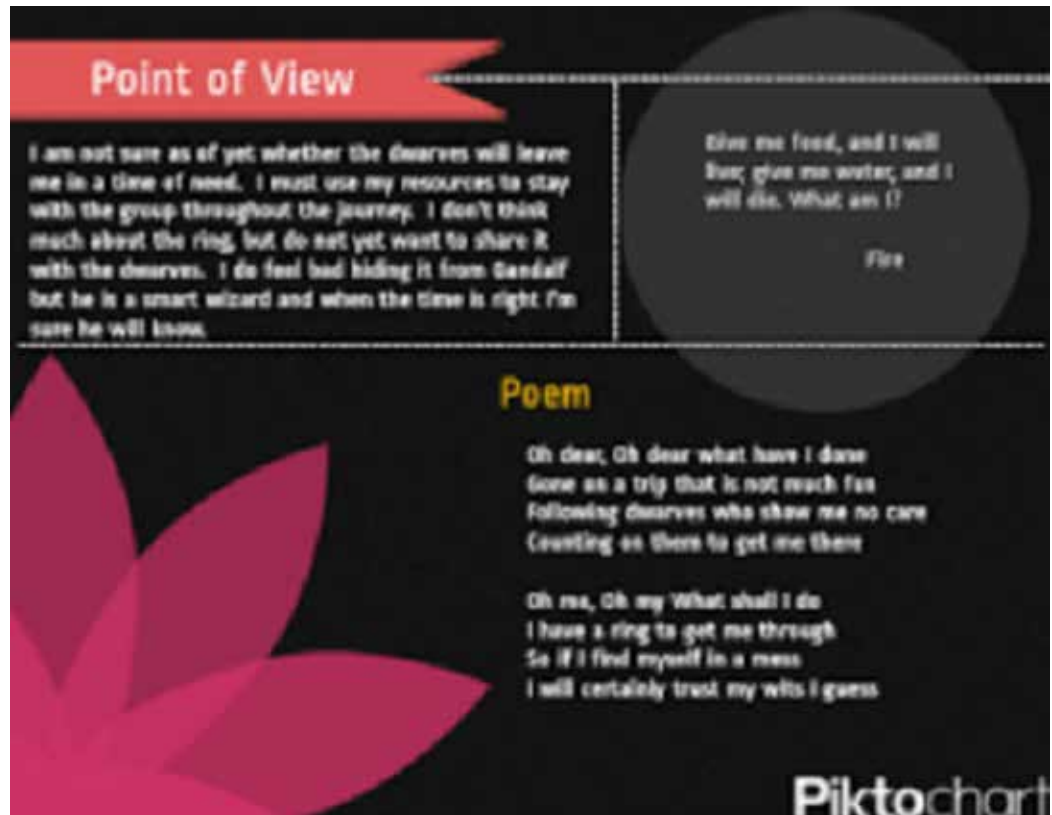 Point of View
I am not sure as of yet whether the dwarves will leave
me in a time of need. I must use my resources to stay
with the group throughout the journey. I don't think
much about the ring, but do not yet want to share it
with the dwarves. I do feel bad hiding it from Gandalf
but he is a smart wizard and when the time is right I'm
sure he will know.
Give me food, and I will
live; give me water, and I
will die. What am I?
Fire
Poem
Oh dear, Oh dear what have I done
Gone on a trip that is not much fun
Following dwarves who show me no care
Counting on them to get me there
Oh me, Oh my What shall I do
I have a ring to get me through
So if I find myself in a mess
I will certainly trust my wits I guess
Piktochart